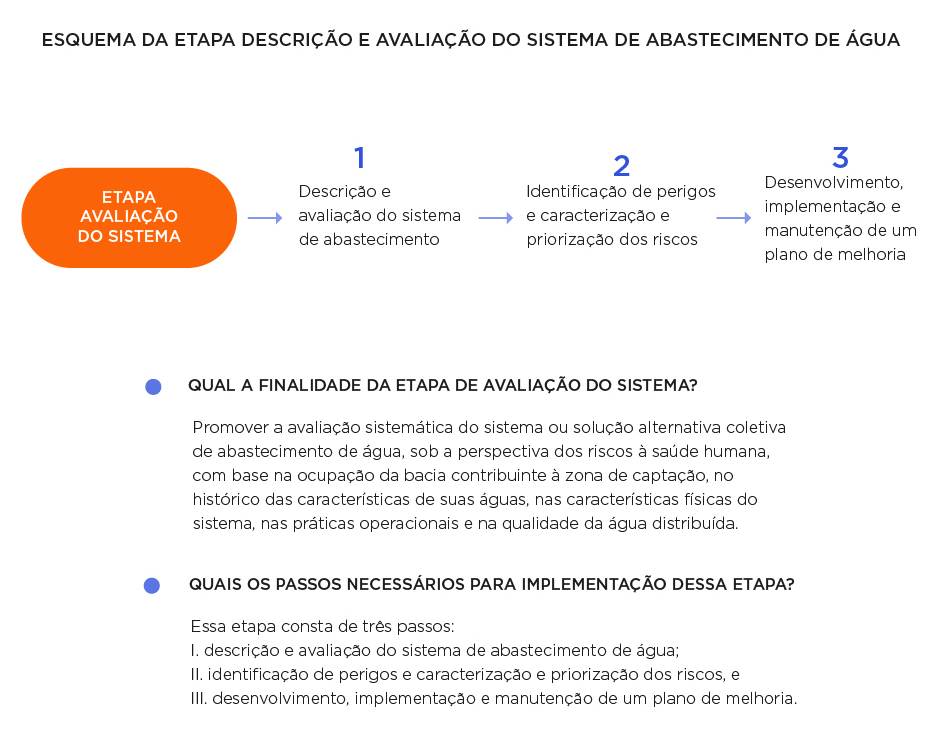 ESQUEMA DA ETAPA DESCRIÇÃO E AVALIAÇÃO DO SISTEMA DE ABASTECIMENTO DE ÁGUA
ETAPA
AVALIAÇÃO
DO SISTEMA
1
Descrição e
avaliação do sistema
de abastecimento
2
Identificação de perigos
e caracterização e
priorização dos riscos
3
Desenvolvimento,
implementação e
manutenção de um
plano de melhoria
QUAL A FINALIDADE DA ETAPA DE AVALIAÇÃO DO SISTEMA?
Promover a avaliação sistemática do sistema ou solução alternativa coletiva
de abastecimento de água, sob a perspectiva dos riscos à saúde humana,
com base na ocupação da bacia contribuinte à zona de captação, no
histórico das características de suas águas, nas características físicas do
sistema, nas práticas operacionais e na qualidade da água distribuída.
QUAIS OS PASSOS NECESSÁRIOS PARA IMPLEMENTAÇÃO DESSA ETAPA?
Essa etapa consta de três passos:
I. descrição e avaliação do sistema de abastecimento de água;
II. identificação de perigos e caracterização e priorização dos riscos, e
III. desenvolvimento, implementação e manutenção de um plano de melhoria.